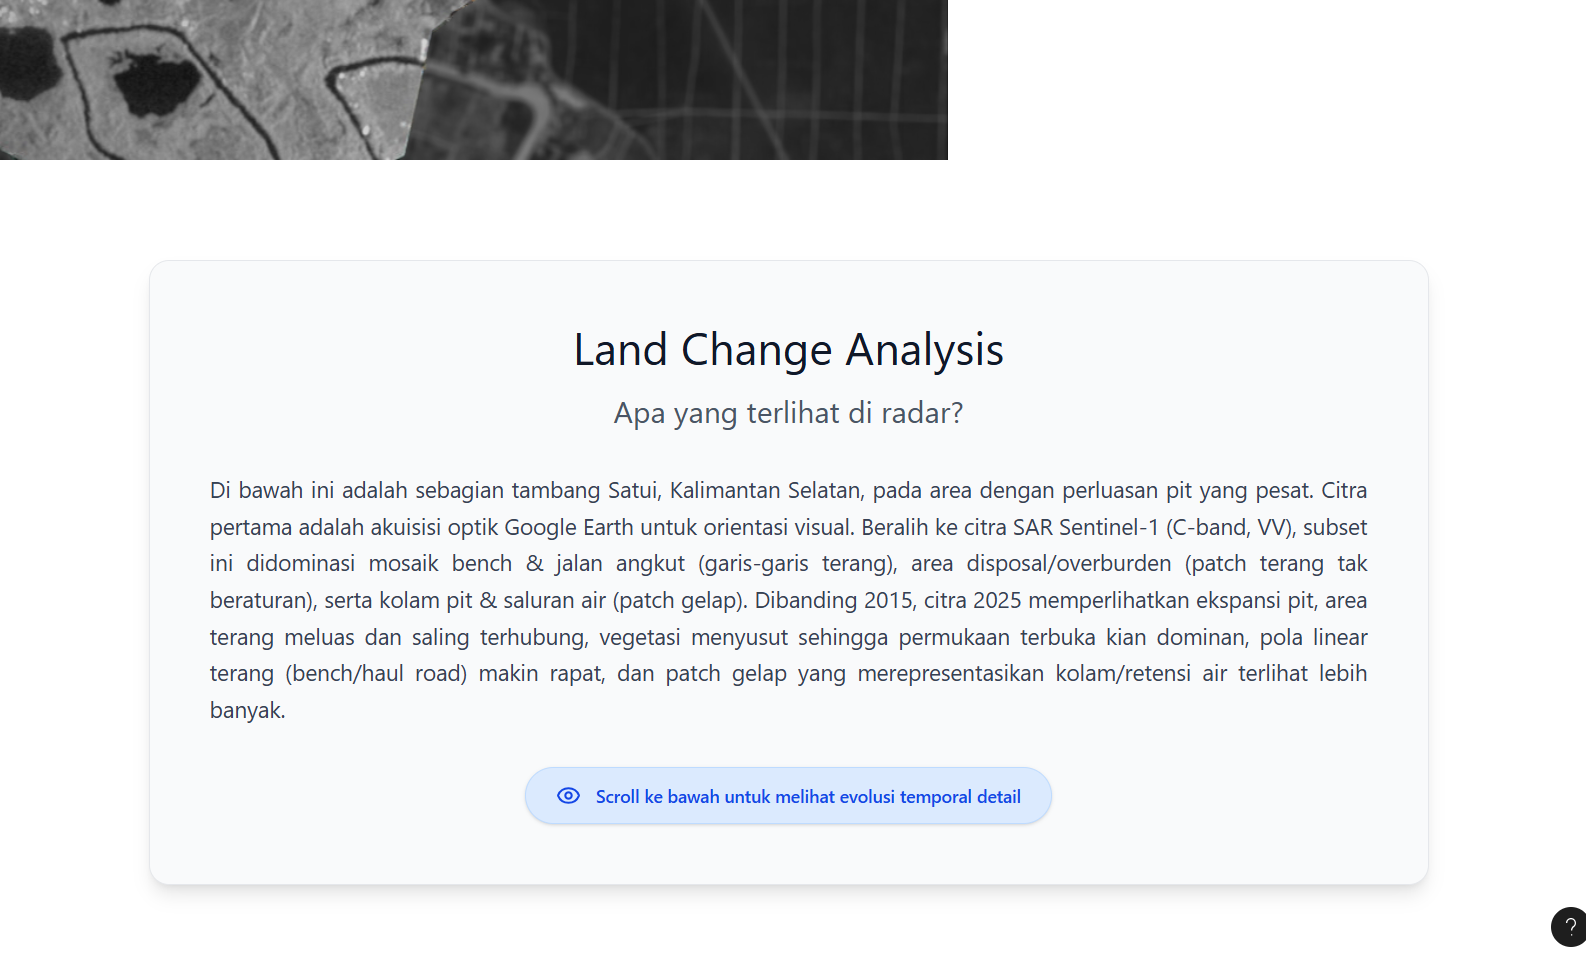 Land Change Analysis
Apa yang terlihat di radar?
Di bawah ini adalah sebagian tambang Satui, Kalimantan Selatan, pada area dengan perluasan pit yang pesat. Citra
pertama adalah akuisisi optik Google Earth untuk orientasi visual. Beralih ke citra SAR Sentinel-1 (C-band, VV), subset
ini didominasi mosaik bench & jalan angkut (garis-garis terang), area disposal/overburden (patch terang tak
beraturan), serta kolam pit & saluran air (patch gelap). Dibanding 2015, citra 2025 memperlihatkan ekspansi pit, area
terang meluas dan saling terhubung, vegetasi menyusut sehingga permukaan terbuka kian dominan, pola linear
terang (bench/haul road) makin rapat, dan patch gelap yang merepresentasikan kolam/retensi air terlihat lebih
banyak.
Scroll ke bawah untuk melihat evolusi temporal detail
?